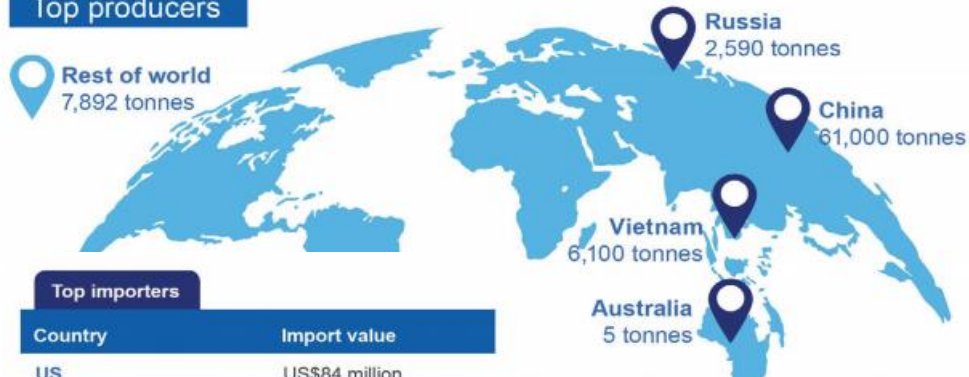 Top producers
Rest of world
7,892 tonnes
Russia
2,590 tonnes
China
61,000 tonnes
Vietnam
6,100 tonnes
Australia
5 tonnes
Top importers
Country Import value
US US$84 million